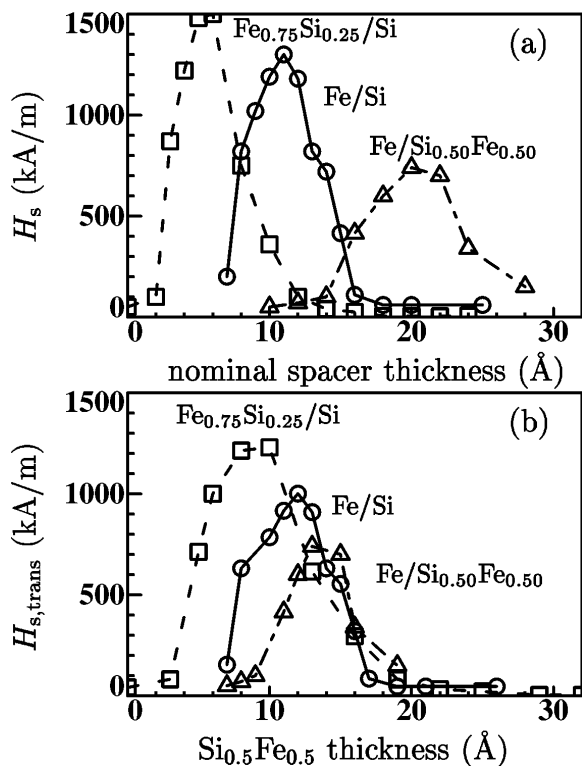 1500
Fe0.75Si0.25/Si
(a)
Fe/Si
1000
Fe/Si0.50Fe0.50
Hs (kA/m)
500
0
0 10 20 30
nominal spacer thickness (Å)
1500
Fe0.75Si0.25/Si
(b)
1000
Fe/Si
Fe/Si0.50Fe0.50
Hs,trans (kA/m)
500
0
0 10 20 30
Si0.5Fe0.5 thickness (Å)